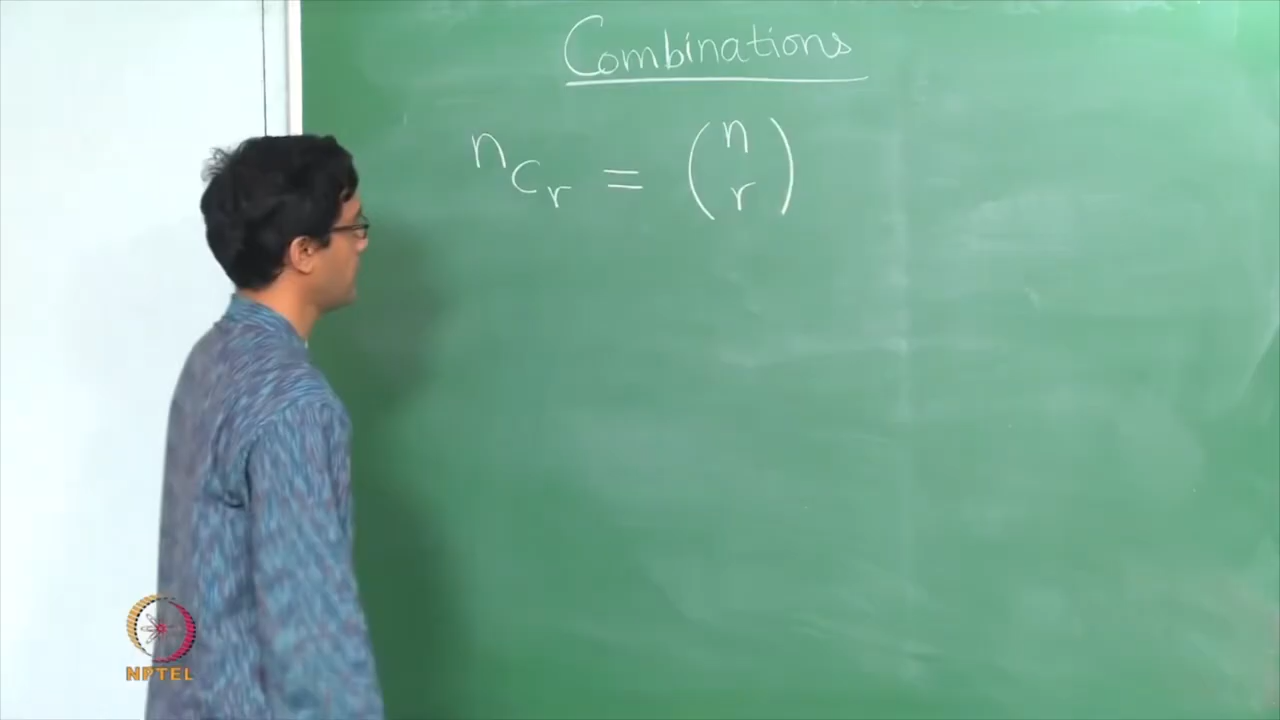 Combinations
ⁿCᵣ = (n r)
NPTEL